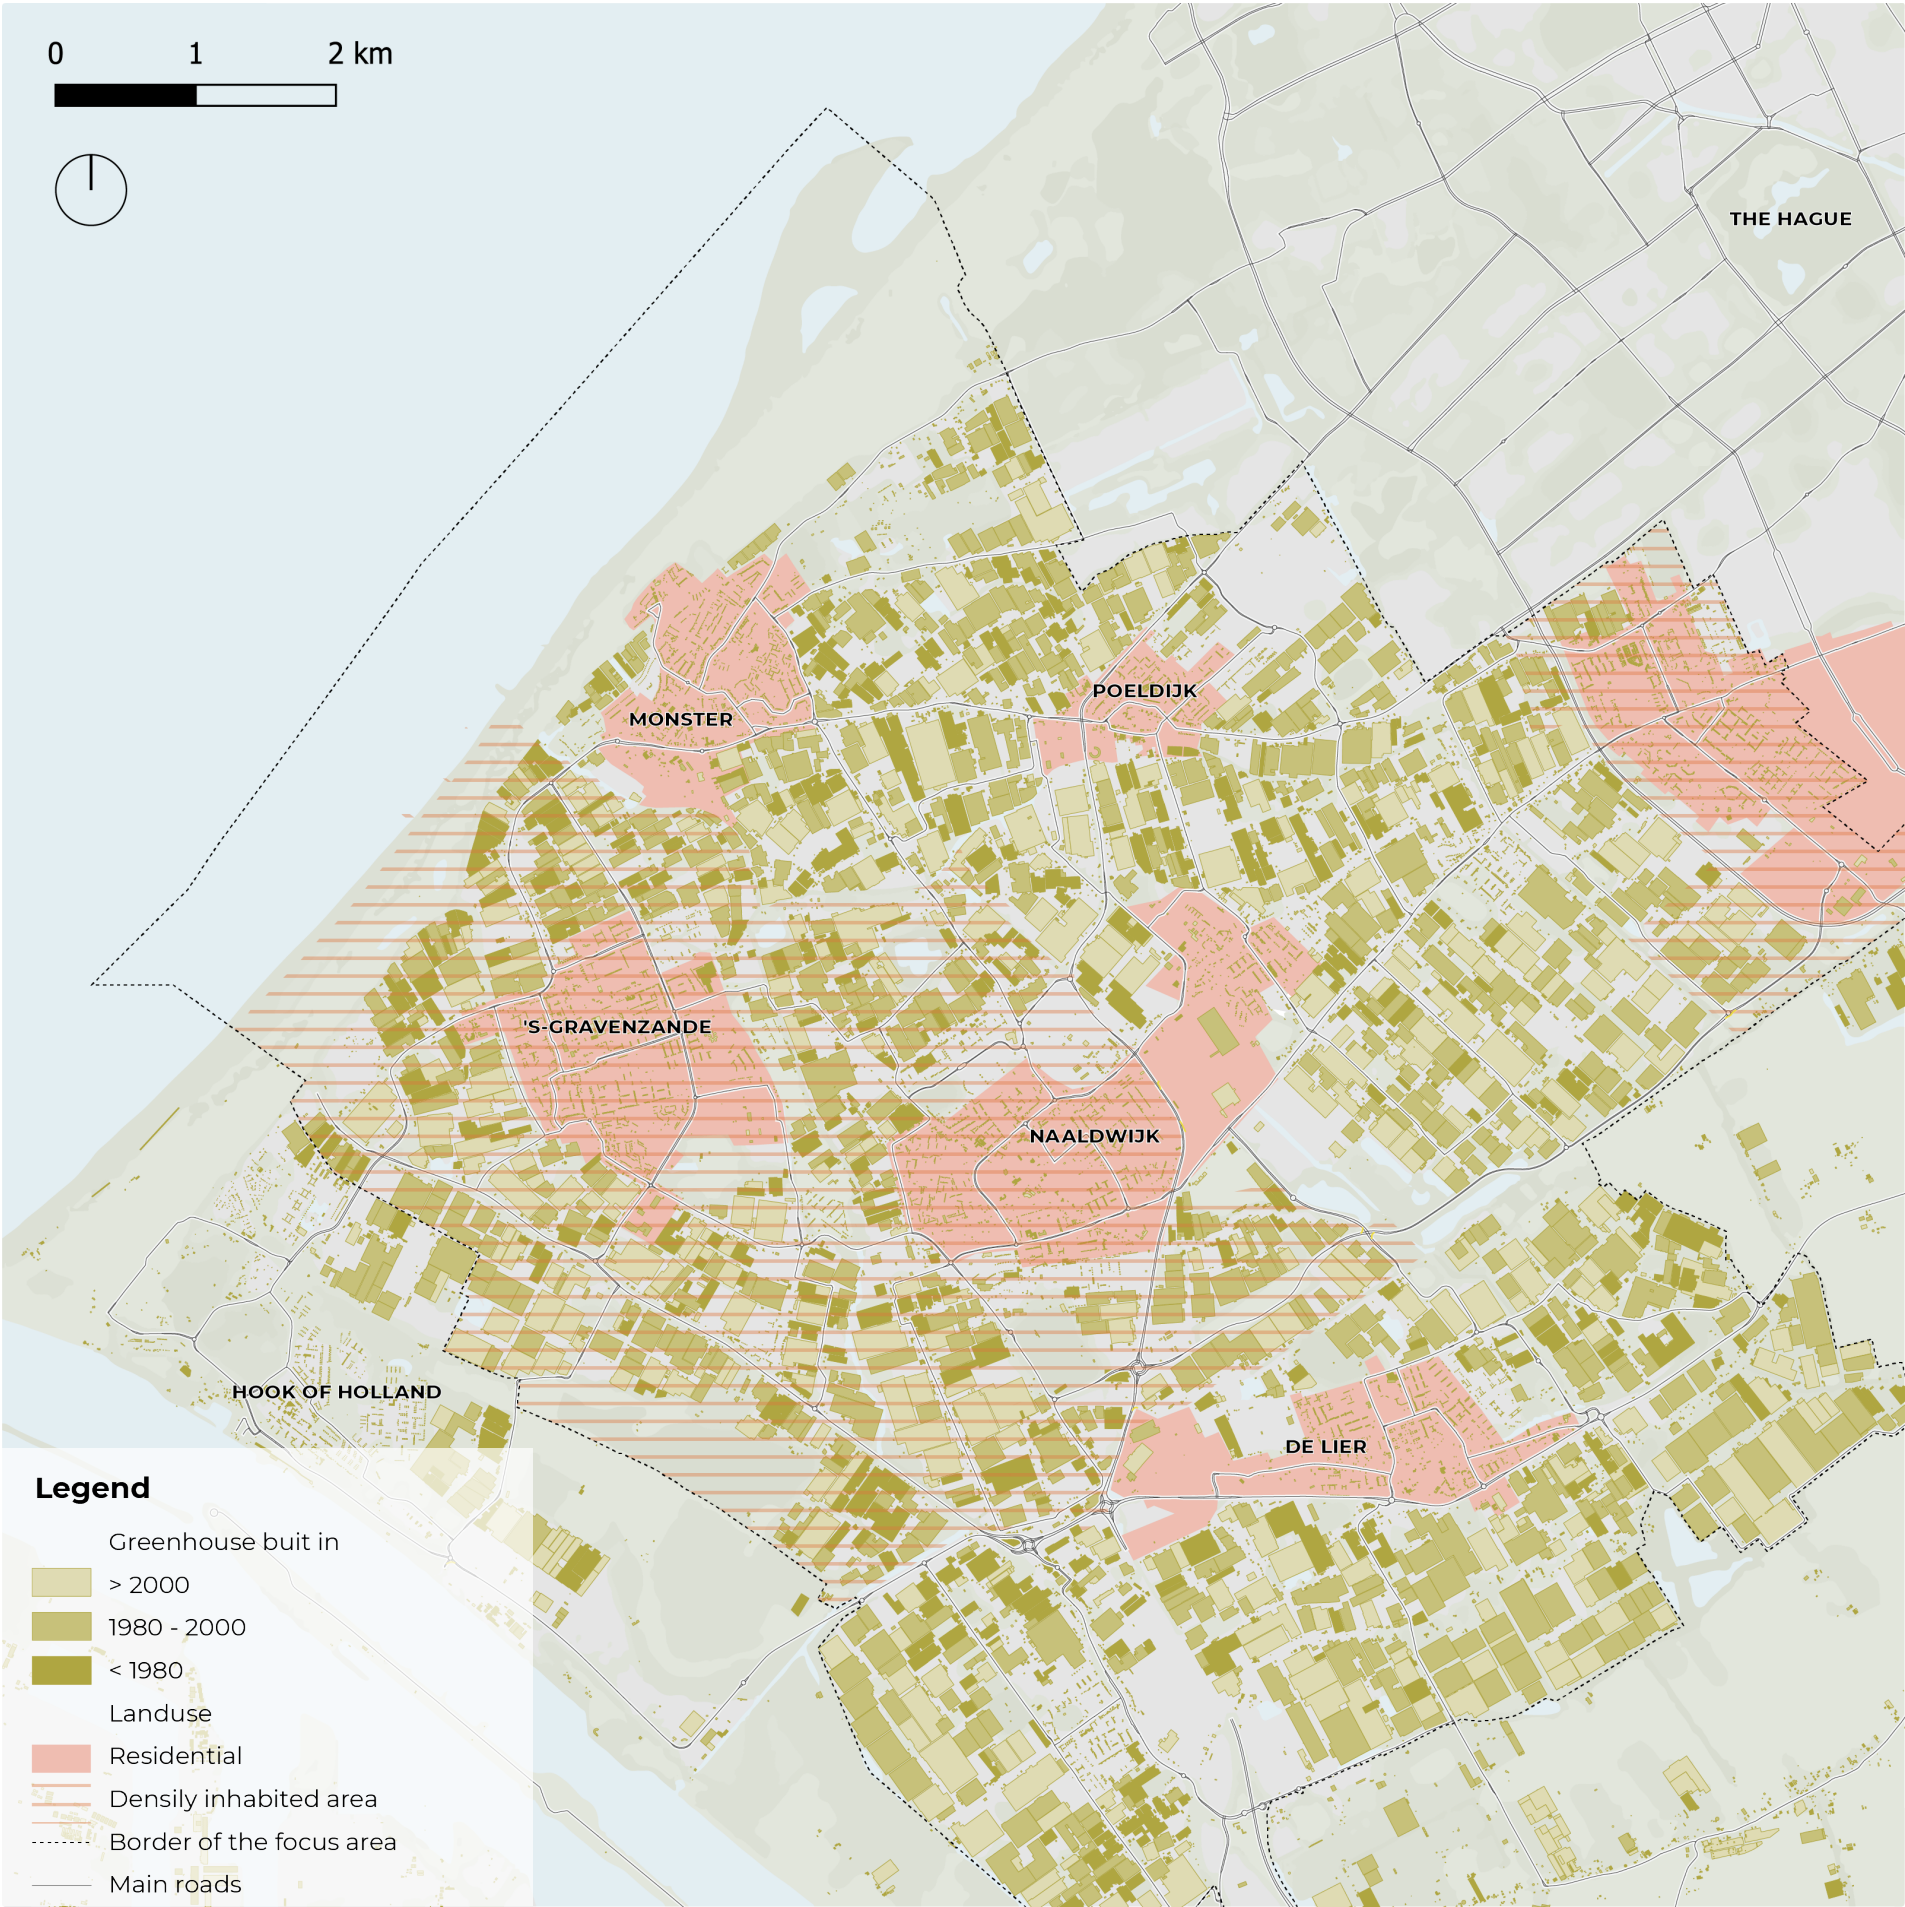 0 1 2 km
THE HAGUE
POELDIJK
MONSTER
'S-GRAVENZANDE
NAALDWIJK
HOOK OF HOLLAND
DE LIER
Legend
Greenhouse buit in
> 2000
1980 - 2000
< 1980
Landuse
Residential
Densily inhabited area
Border of the focus area
Main roads